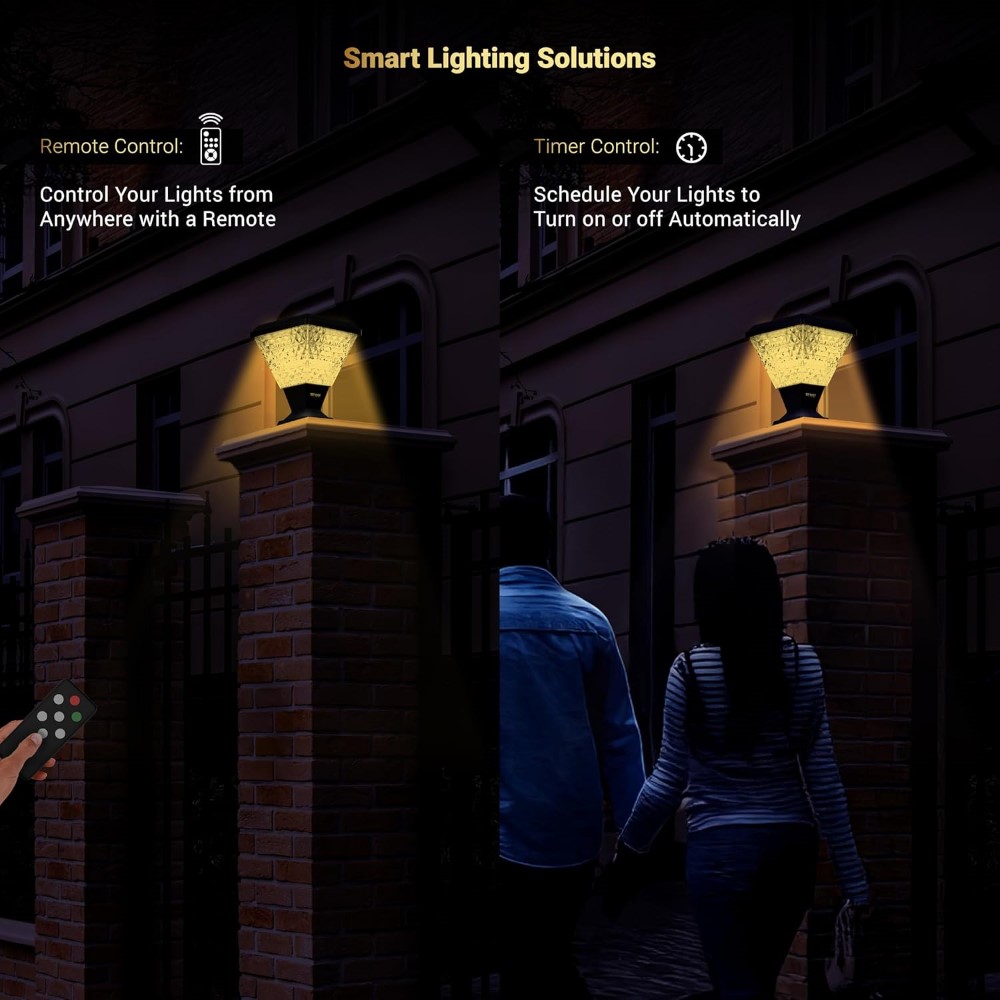 Smart Lighting Solutions
Remote Control:
Control Your Lights from
Anywhere with a Remote
Timer Control:
Schedule Your Lights to
Turn on or off Automatically